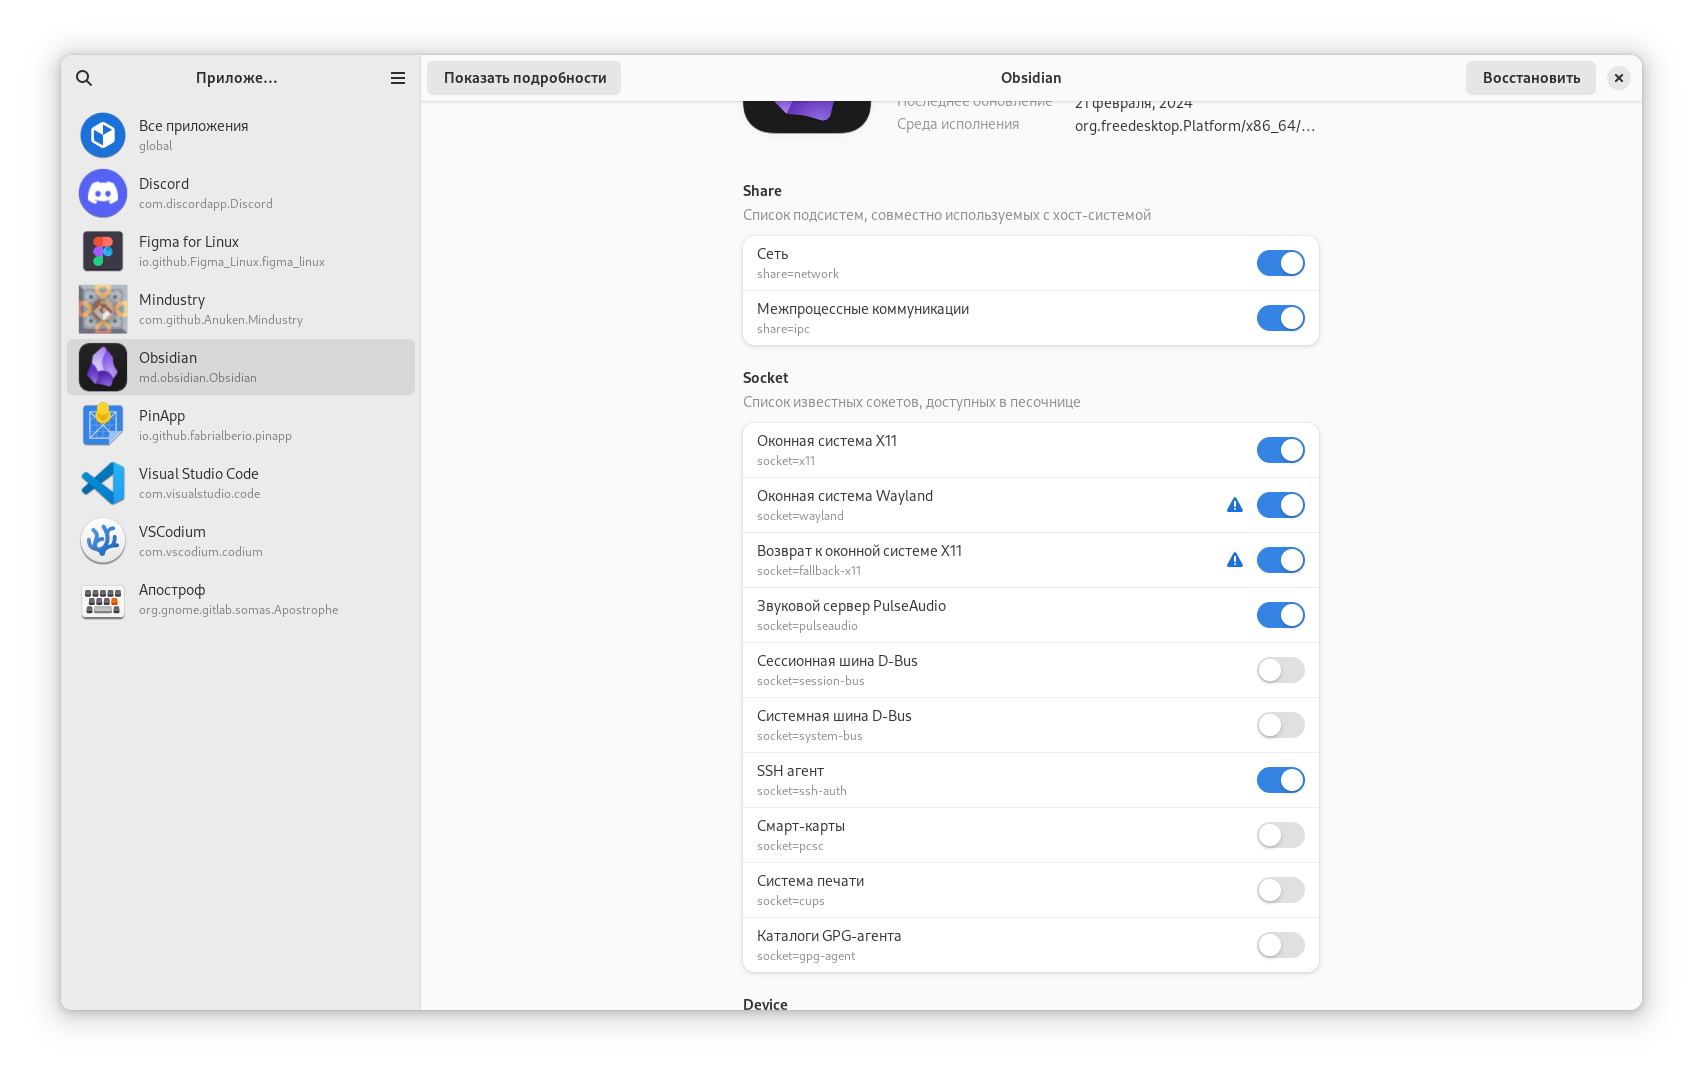 Приложе…
Все приложения
global
Discord
com.discordapp.Discord
Figma for Linux
io.github.Figma_Linux.figma_linux
Mindustry
com.github.Anuken.Mindustry
Obsidian
md.obsidian.Obsidian
PinApp
io.github.fabrialberio.pinapp
Visual Studio Code
com.visualstudio.code
VSCodium
com.vscodium.codium
Апостроф
org.gnome.gitlab.somas.Apostrophe
Показать подробности
Obsidian
Восстановить
Последнее обновление 21 февраля, 2024
Среда исполнения org.freedesktop.Platform/x86_64/…
Share
Список подсистем, совместно используемых с хост-системой
Сеть
share=network
Межпроцессные коммуникации
share=ipc
Socket
Список известных сокетов, доступных в песочнице
Оконная система X11
socket=x11
Оконная система Wayland
socket=wayland
Возврат к оконной системе X11
socket=fallback-x11
Звуковой сервер PulseAudio
socket=pulseaudio
Сессионная шина D-Bus
socket=session-bus
Системная шина D-Bus
socket=system-bus
SSH агент
socket=ssh-auth
Смарт-карты
socket=pcsc
Система печати
socket=cups
Каталоги GPG-агента
socket=gpg-agent
Device